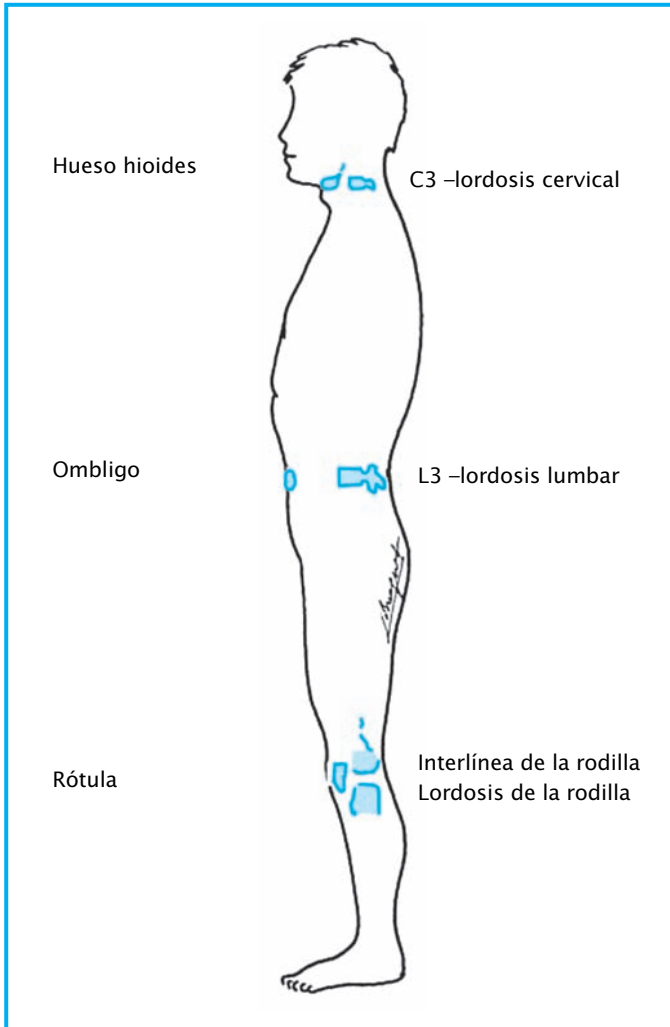 Hueso hioides
C3 –lordosis cervical
Ombligo
L3 –lordosis lumbar
Rótula
Interlínea de la rodilla
Lordosis de la rodilla